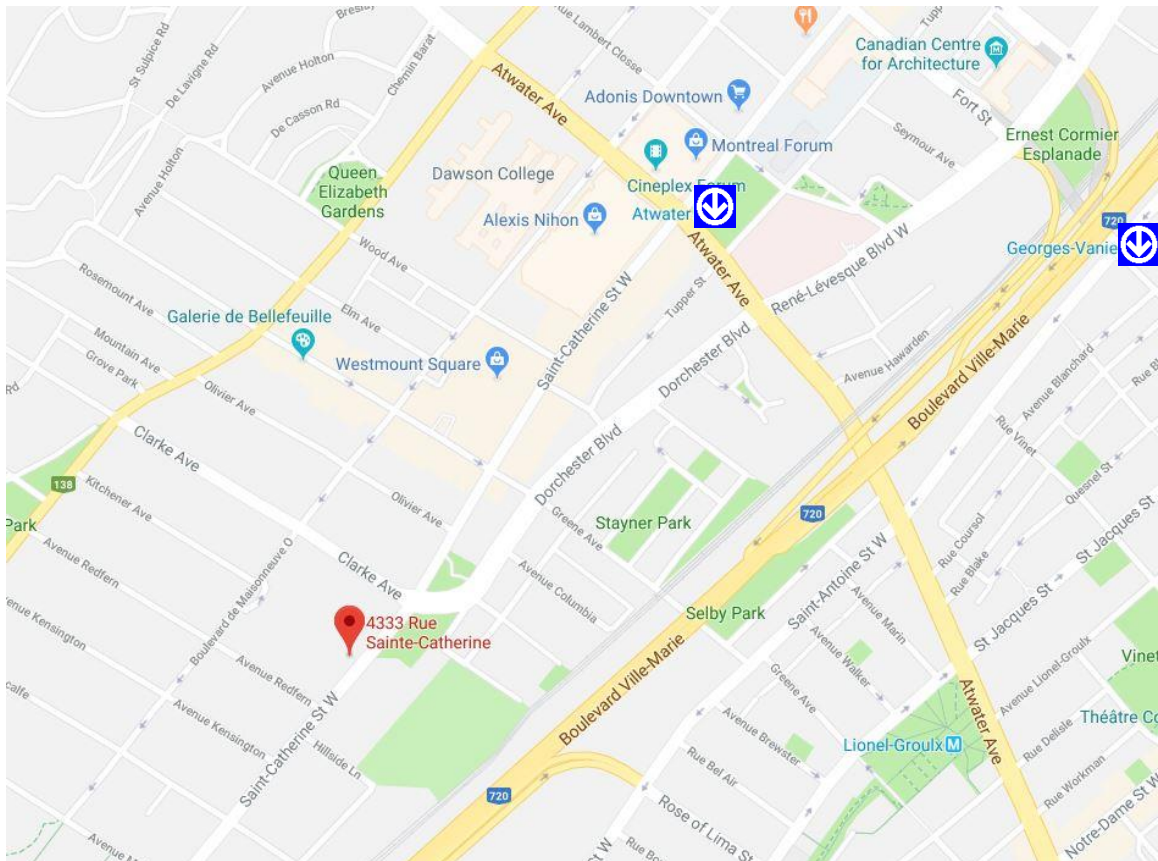 St Sulpice Rd
De Lavigne Rd
Avenue Holton
Chemin Barat
De Casson Rd
Avenue Holton
Queen
Elizabeth
Gardens
Atwater Ave
Avenue Lambert Closse
Adonis Downtown
Dawson College
Montreal Forum
Cineplex Forum
Alexis Nihon
Atwater
Canadian Centre
for Architecture
Fort St
Seymour Ave
Ernest Cormier
Esplanade
720
Georges-Vanie
Wood Ave
Rosemount Ave
Elm Ave
Galerie de Bellefeuille
Mountain Ave
Grove Park
Olivier Ave
Westmount Square
Saint-Catherine St W
Tupper St
Atwater Ave
René-Lévesque Blvd W
Dorchester Blvd
Avenue Hawarden
Boulevard Ville-Marie
Avenue Blanchard
Rue Vinet
Rd
Clarke Ave
138
Kitchener Ave
Park
Avenue Redfern
Olivier Ave
Dorchester Blvd
Greene Ave
Stayner Park
720
Quesnel St
St Jacques St
Rue Coursol
Rue Blake
Boulevard de Maisonneuve O
Clarke Ave
Avenue Columbia
Selby Park
Saint-Antoine St W
Avenue Marin
St Jacques St
Avenue Kensington
4333 Rue
Sainte-Catherine
Avenue Redfern
Avenue Kensington
Hillside Ln
Saint-Catherine St W
Boulevard Ville-Marie
720
Avenue Walker
Greene Ave
Avenue Brewster
Rue Bel Air
Lionel-Groulx
M
Atwater Ave
Avenue Lionel-Groulx
Vinet
Théâtre Co
Rue Delisle
Rue Workman
Notre-Dame St W
Rose of Lima St